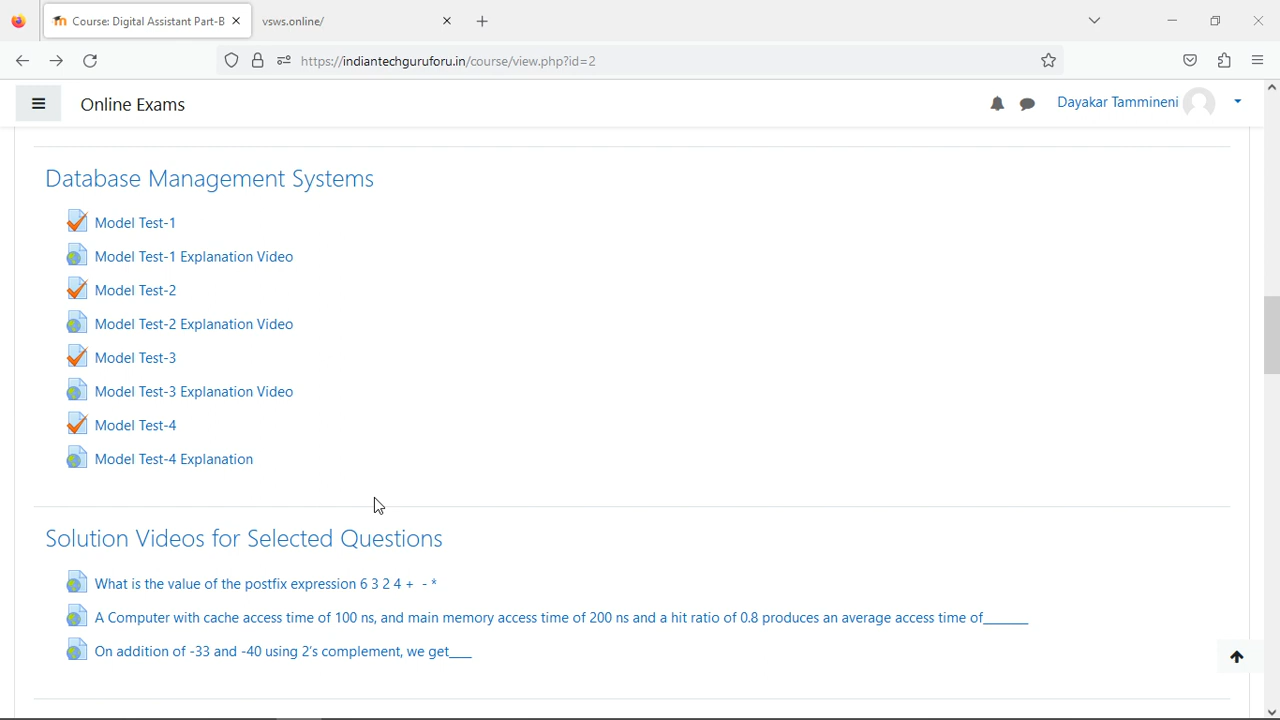 Course: Digital Assistant Part-B
vsws.online/
https://indiantechguruforu.in/course/view.php?id=2
Online Exams
Dayakar Tammineni
Database Management Systems
Model Test-1
Model Test-1 Explanation Video
Model Test-2
Model Test-2 Explanation Video
Model Test-3
Model Test-3 Explanation Video
Model Test-4
Model Test-4 Explanation
Solution Videos for Selected Questions
What is the value of the postfix expression 6 3 2 4 + - *
A Computer with cache access time of 100 ns, and main memory access time of 200 ns and a hit ratio of 0.8 produces an average access time of______
On addition of -33 and -40 using 2's complement, we get___